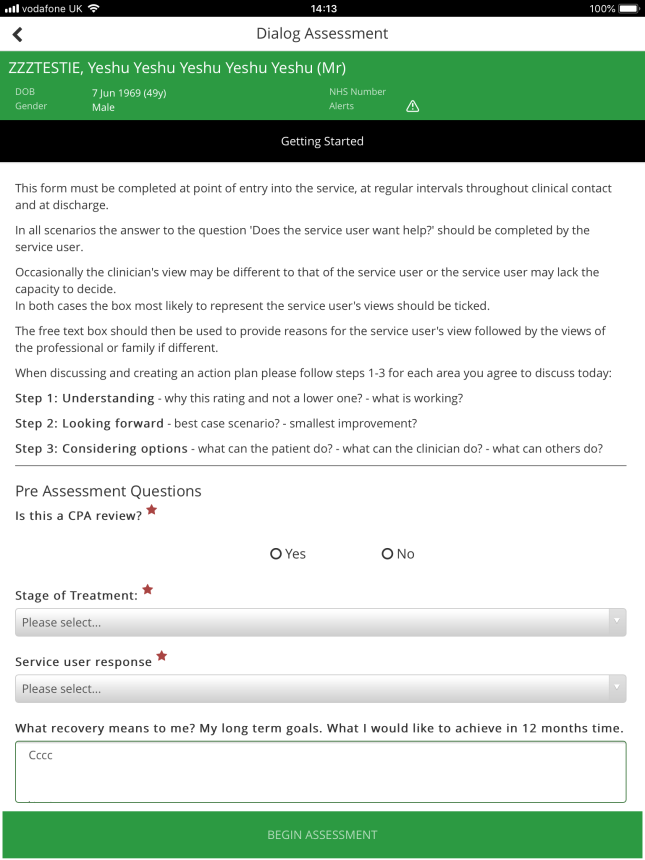 vodafone UK 14:13 100%
Dialog Assessment
ZZZTESTIE, Yeshu Yeshu Yeshu Yeshu Yeshu (Mr)
DOB 7 Jun 1969 (49y) NHS Number
Gender Male Alerts
Getting Started
This form must be completed at point of entry into the service, at regular intervals throughout clinical contact
and at discharge.
In all scenarios the answer to the question 'Does the service user want help?' should be completed by the
service user.
Occasionally the clinician's view may be different to that of the service user or the service user may lack the
capacity to decide.
In both cases the box most likely to represent the service user's views should be ticked.
The free text box should then be used to provide reasons for the service user's view followed by the views of
the professional or family if different.
When discussing and creating an action plan please follow steps 1-3 for each area you agree to discuss today:
Step 1: Understanding - why this rating and not a lower one? - what is working?
Step 2: Looking forward - best case scenario? - smallest improvement?
Step 3: Considering options - what can the patient do? - what can the clinician do? - what can others do?
Pre Assessment Questions
Is this a CPA review?
Yes No
Stage of Treatment:
Please select...
Service user response
Please select...
What recovery means to me? My long term goals. What I would like to achieve in 12 months time.
Cccc
BEGIN ASSESSMENT